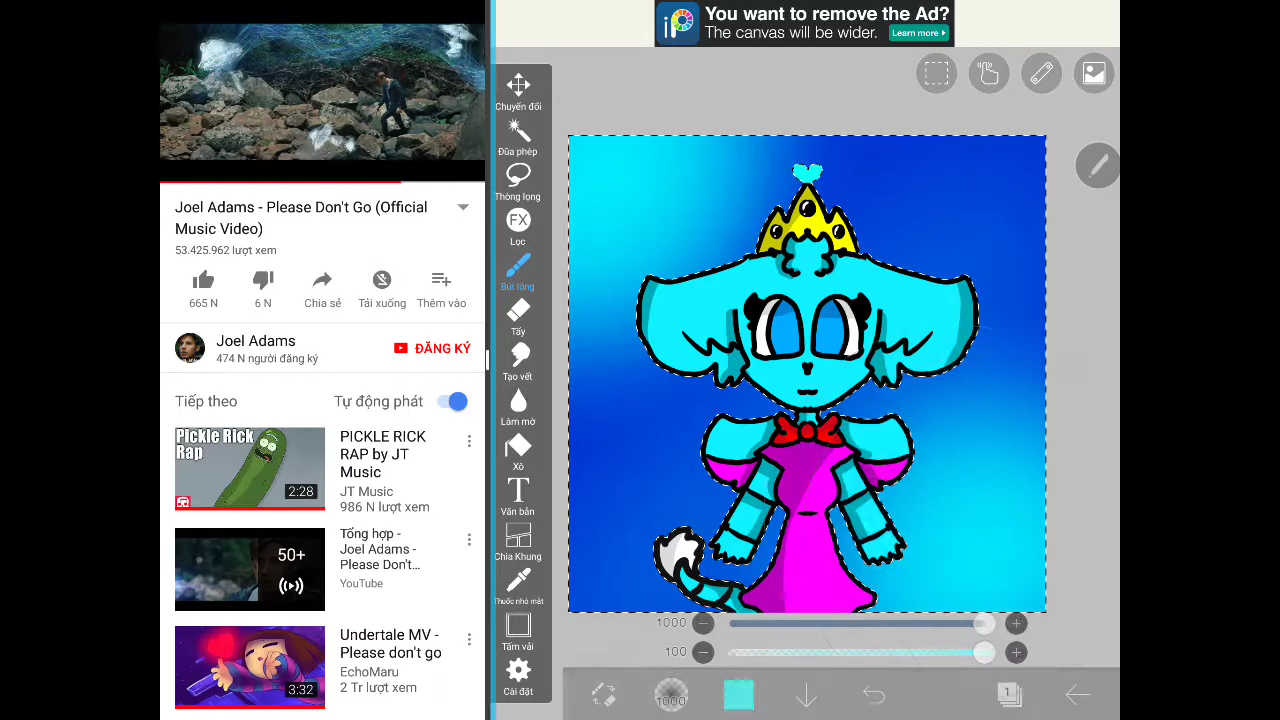 Joel Adams - Please Don't Go (Official
Music Video)
53.425.962 lượt xem
665 N
6 N
Chia sẻ
Tải xuống
Thêm vào
Joel Adams
474 N người đăng ký
ĐĂNG KÝ
Tiếp theo
Tự động phát
Pickle Rick
Rap
2:28
PICKLE RICK
RAP by JT
Music
JT Music
986 N lượt xem
50+
Tổng hợp -
Joel Adams -
Please Don't...
YouTube
3:32
Undertale MV -
Please don't go
EchoMaru
2 Tr lượt xem
You want to remove the Ad?
The canvas will be wider.
Learn more
Chuyển đổi
Đũa phép
Thòng lọng
FX
Lọc
Bút lông
Tẩy
Tạo vết
Làm mờ
Xô
T
Văn bản
Chia Khung
Thuốc nhỏ mắt
Tấm vải
Cài đặt
1000
100
1000
1